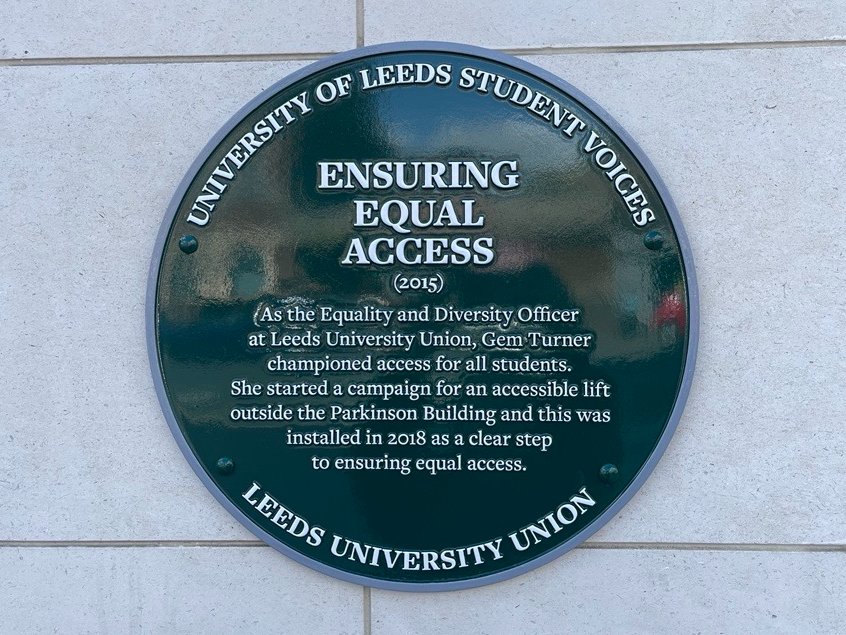 UNIVERSITY OF LEEDS STUDENT VOICES
ENSURING
EQUAL
ACCESS
(2015)
As the Equality and Diversity Officer
at Leeds University Union, Gem Turner
championed access for all students.
She started a campaign for an accessible lift
outside the Parkinson Building and this was
installed in 2018 as a clear step
to ensuring equal access.
LEEDS UNIVERSITY UNION